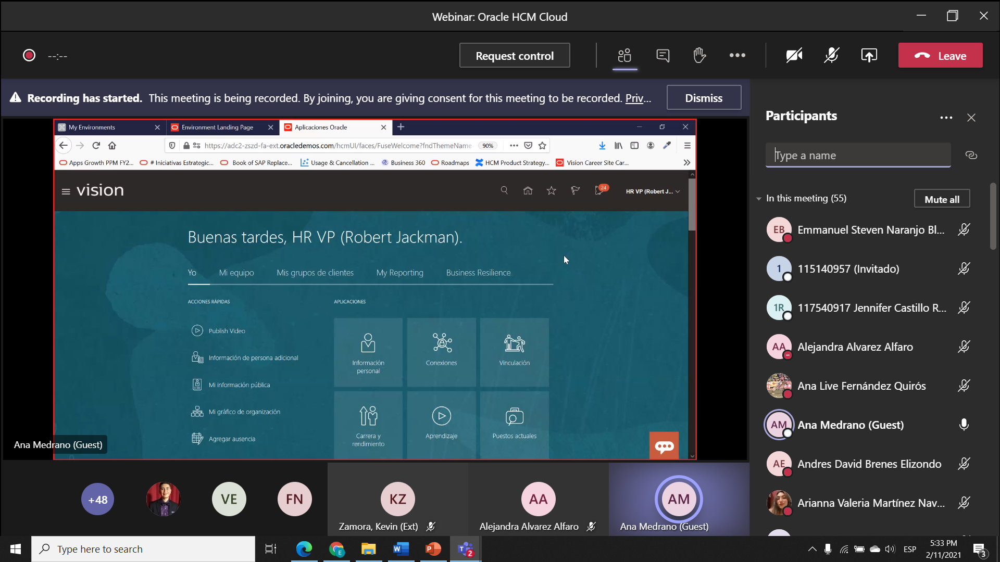 Webinar: Oracle HCM Cloud
--:--
Request control
Leave
Recording has started. This meeting is being recorded. By joining, you are giving consent for this meeting to be recorded. Priv...
Dismiss
My Environments
Environment Landing Page
Aplicaciones Oracle
https://adc2-zszd-fa-ext.oracledemos.com/hcmUI/faces/FuseWelcome?fndThemeName
90%
Apps Growth PPM FY2...
# Iniciativas Estrategic...
Book of SAP Replace...
Usage & Cancellation ...
Business 360
Roadmaps
HCM Product Strategy...
Vision Career Site Car...
vision
24
HR VP (Robert J...
Buenas tardes, HR VP (Robert Jackman).
Yo
Mi equipo
Mis grupos de clientes
My Reporting
Business Resilience
ACCIONES RÁPIDAS
Publish Video
Información de persona adicional
Mi información pública
Mi gráfico de organización
Agregar ausencia
APLICACIONES
Información personal
Conexiones
Vinculación
Carrera y rendimiento
Aprendizaje
Puestos actuales
Ana Medrano (Guest)
+48
VE
FN
KZ
Zamora, Kevin (Ext)
AA
Alejandra Alvarez Alfaro
AM
Ana Medrano (Guest)
Participants
Type a name
In this meeting (55)
Mute all
EB
Emmanuel Steven Naranjo Bl...
1
115140957 (Invitado)
1R
117540917 Jennifer Castillo R...
AA
Alejandra Alvarez Alfaro
Ana Live Fernández Quirós
AM
Ana Medrano (Guest)
AE
Andres David Brenes Elizondo
Arianna Valeria Martínez Nav...
Type here to search
E
W
P
T
2
ESP
5:33 PM
2/11/2021
3